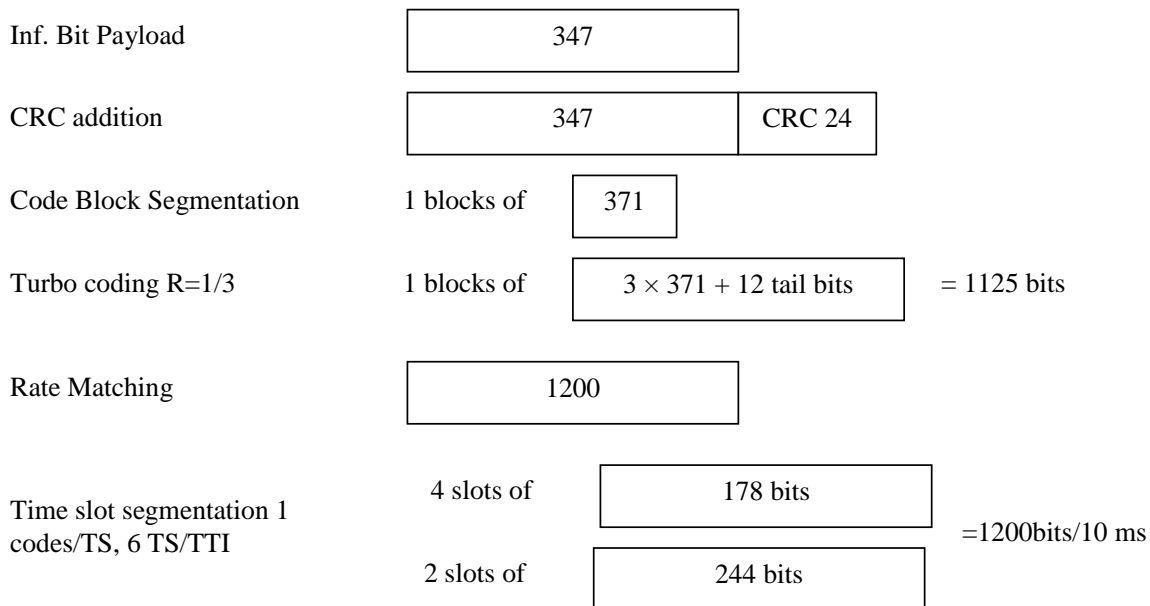 Inf. Bit Payload 347
CRC addition 347 CRC 24
Code Block Segmentation 1 blocks of 371
Turbo coding R=1/3 1 blocks of 3 × 371 + 12 tail bits = 1125 bits
Rate Matching 1200
4 slots of 178 bits
Time slot segmentation 1
codes/TS, 6 TS/TTI =1200bits/10 ms
2 slots of 244 bits